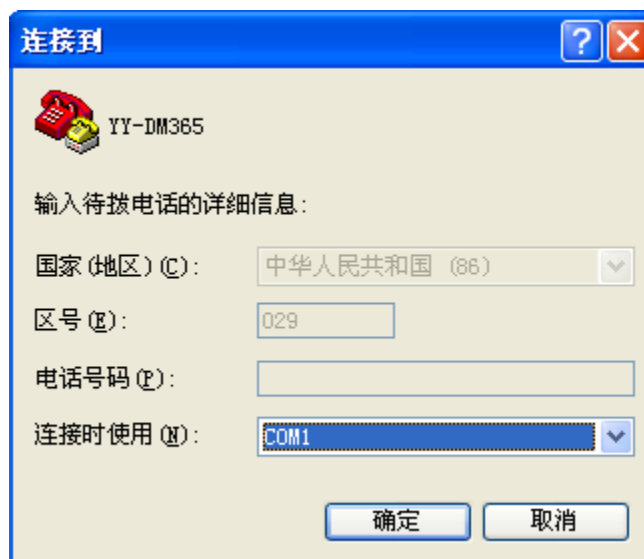 连接到
YY-DM365
输入待拨电话的详细信息:
国家(地区)(C): 中华人民共和国 (86)
区号(E): 029
电话号码(P):
连接时使用(N): COM1
确定 取消